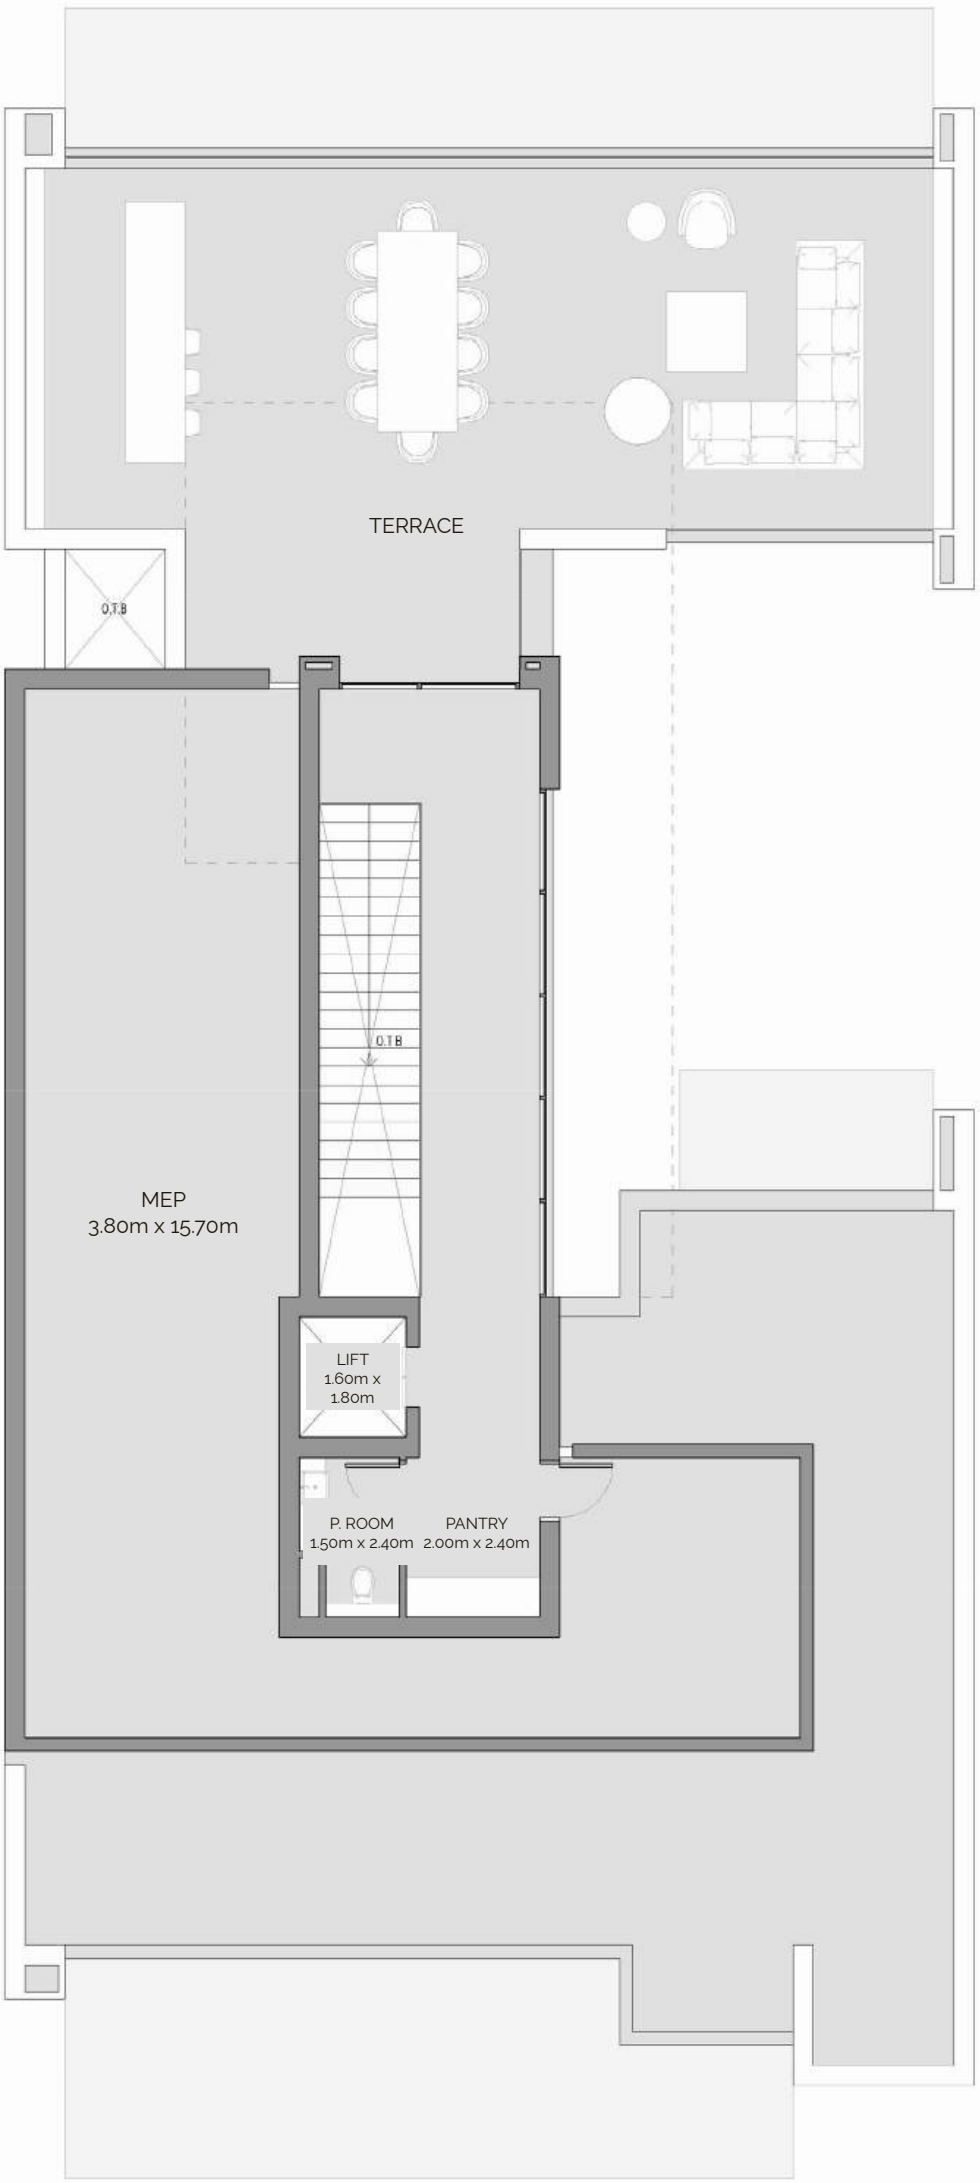 TERRACE
O.T.B
O.T.B
MEP
3.80m x 15.70m
LIFT
1.60m x
1.80m
P. ROOM
1.50m x 2.40m
PANTRY
2.00m x 2.40m